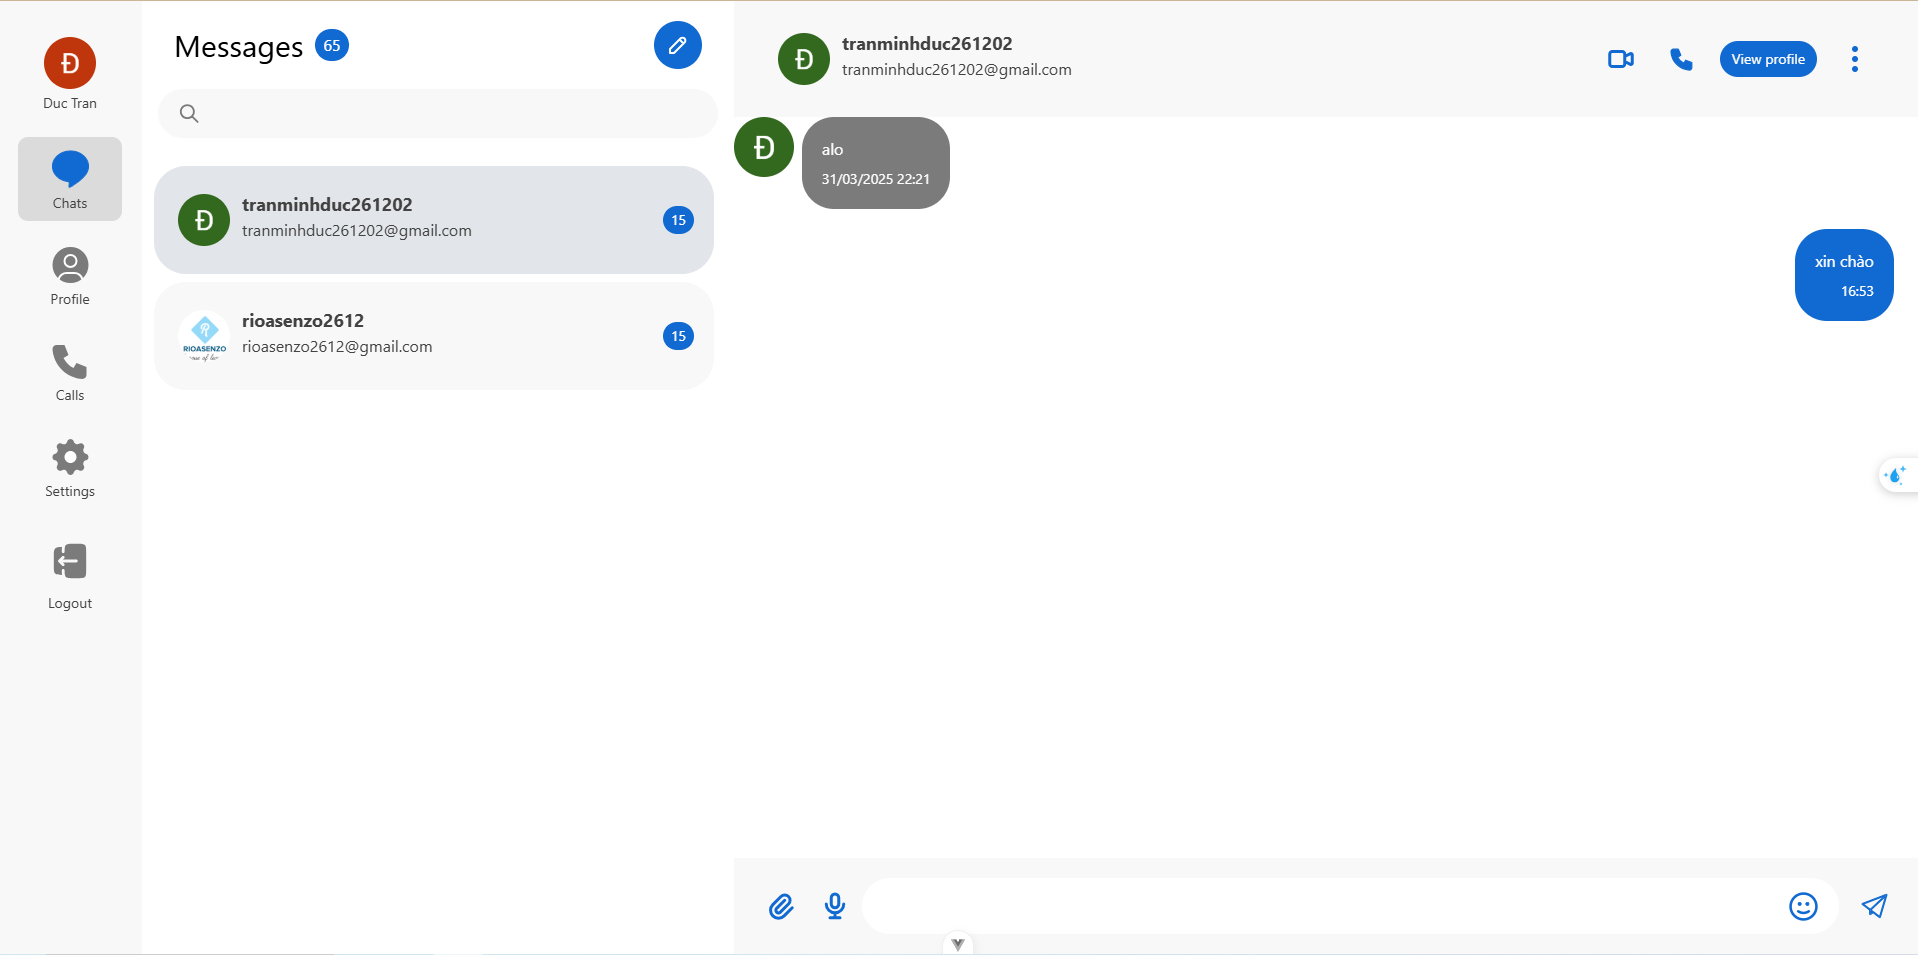 Đ
Duc Tran
Chats
Profile
Calls
Settings
Logout
Messages 65
Đ
tranminhduc261202
tranminhduc261202@gmail.com
15
R
RIOASENZO
rioasenzo2612
rioasenzo2612@gmail.com
15
Đ
tranminhduc261202
tranminhduc261202@gmail.com
View profile
Đ
alo
31/03/2025 22:21
xin chào
16:53